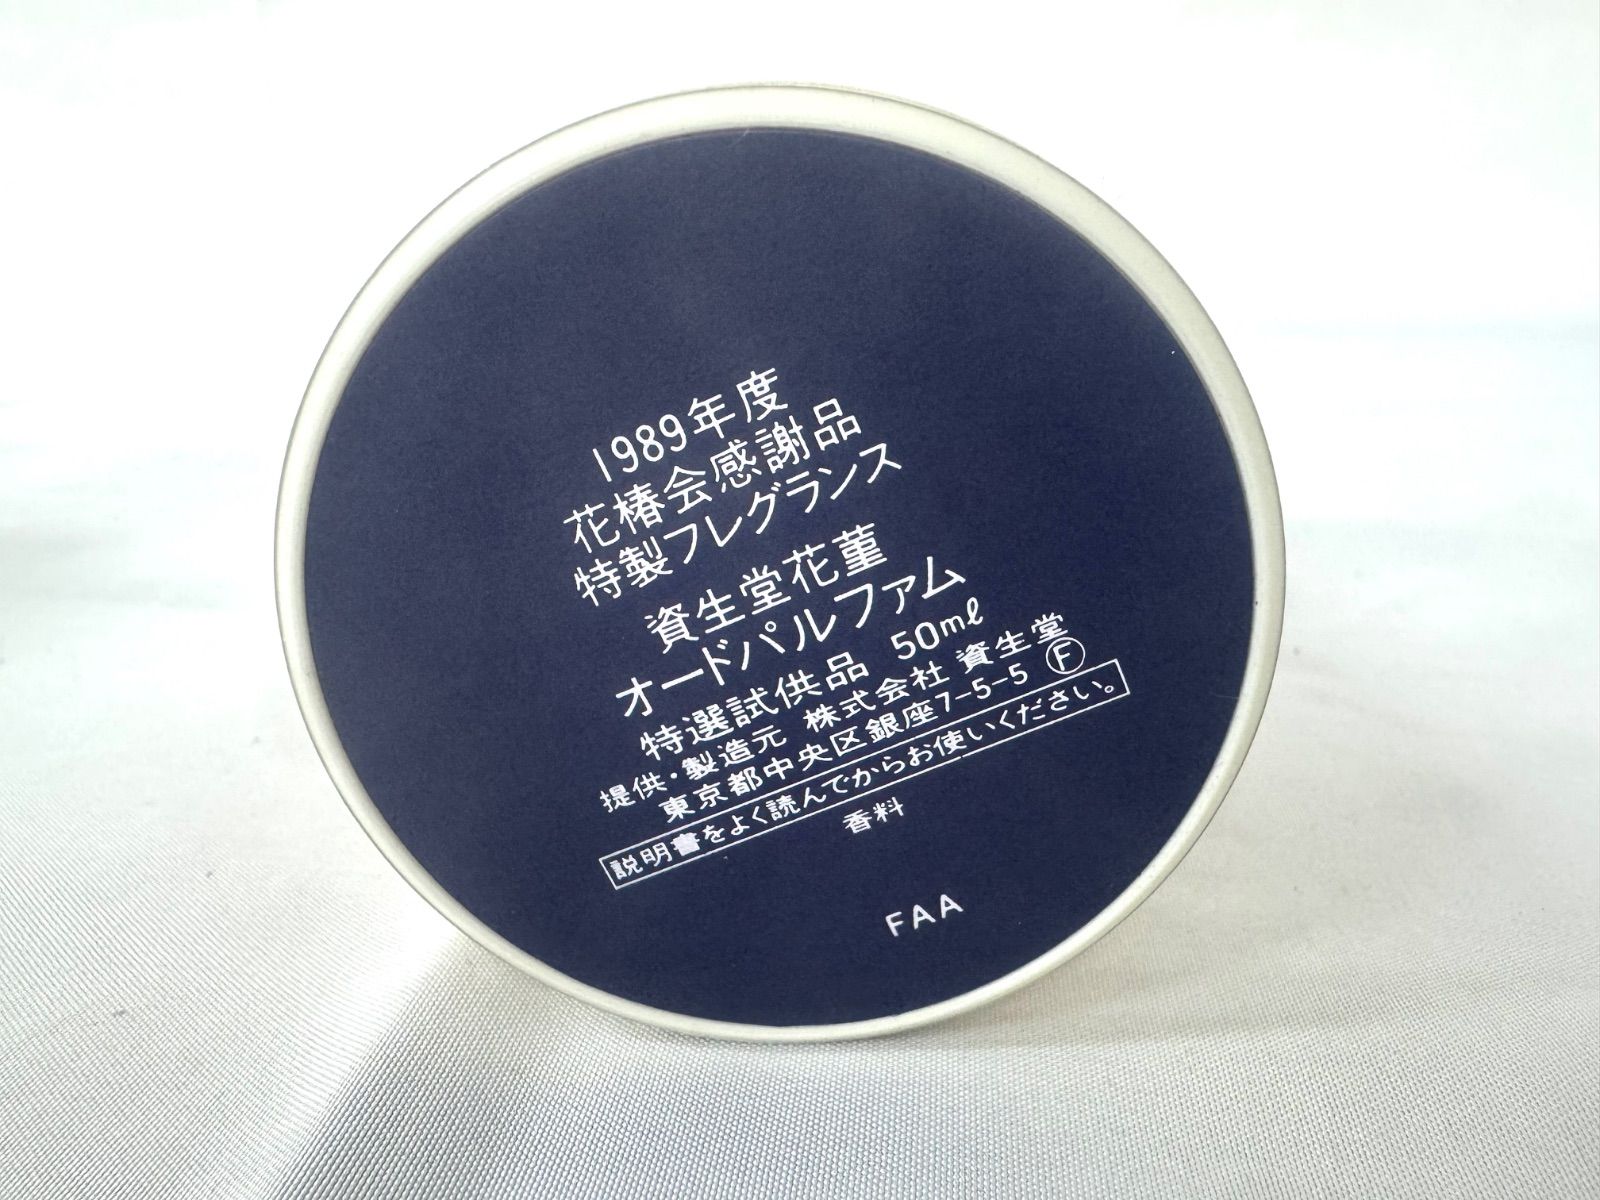 1989年度
花椿会感謝品
特製フレグランス
資生堂花菫
オードパルファム
特選試供品 50ml
提供・製造元 株式会社 資生堂
東京都中央区銀座7-5-5 Ⓕ
説明書をよく読んでからお使いください。
香料
FAA